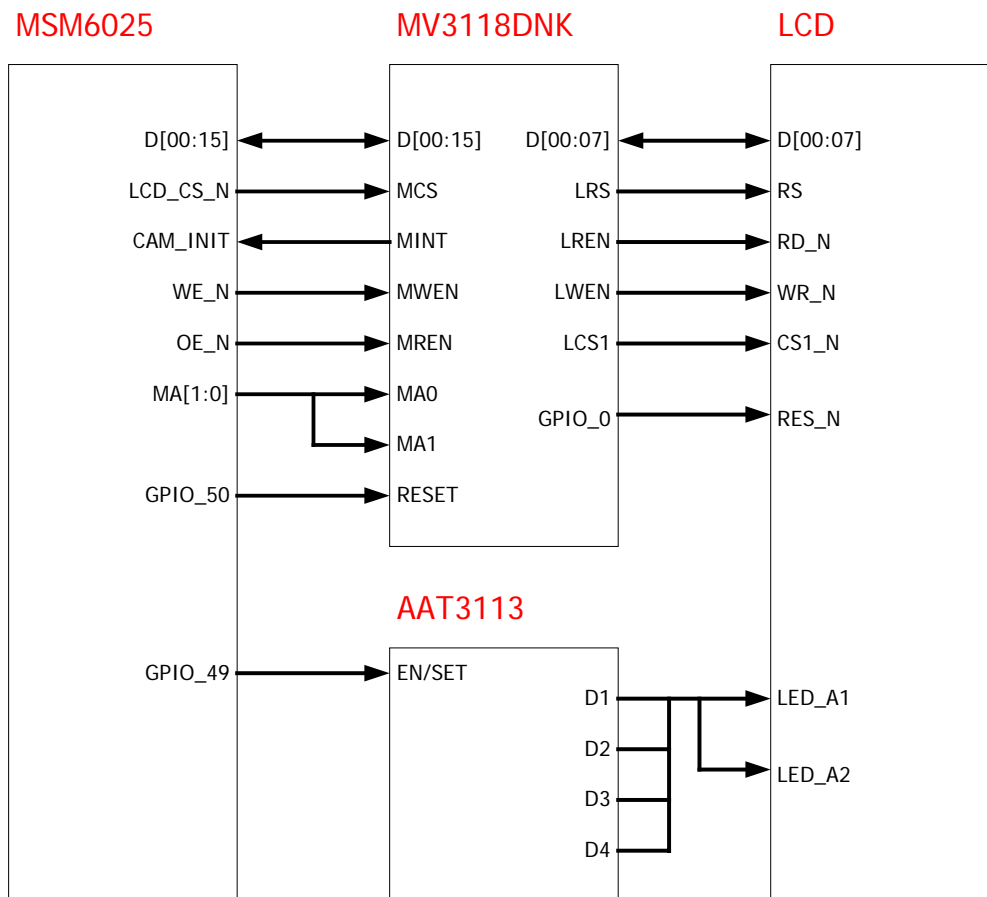 MSM6025 MV3118DNK LCD
D[00:15] D[00:15] D[00:07] D[00:07]
LCD_CS_N MCS LRS RS
CAM_INIT MINT LREN RD_N
WE_N MWEN LWEN WR_N
OE_N MREN LCS1 CS1_N
MA[1:0] MA0
GPIO_0 RES_N
MA1
GPIO_50 RESET
AAT3113
GPIO_49 EN/SET
D1 LED_A1
D2
LED_A2
D3
D4